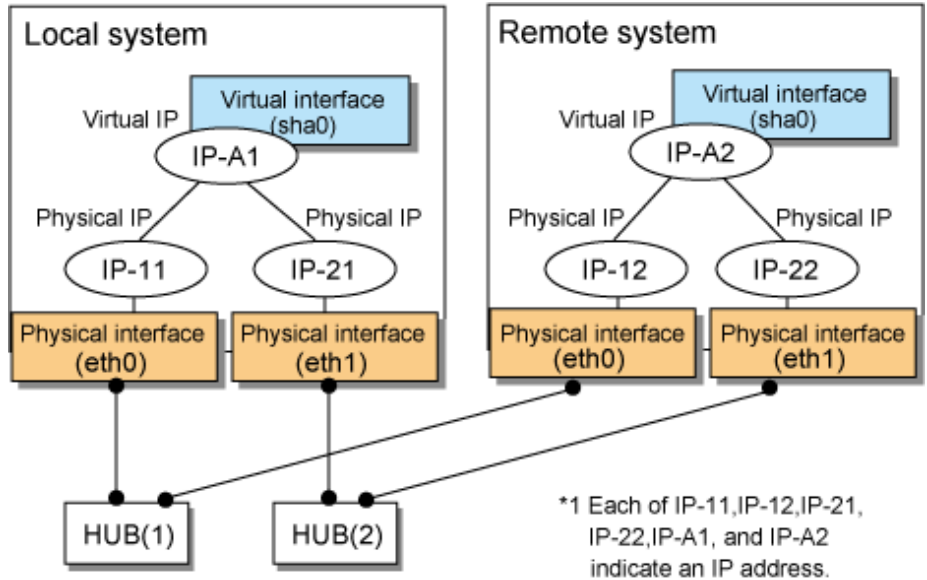 Local system
Virtual interface
(sha0)
Virtual IP
IP-A1
Physical IP
Physical IP
IP-11
IP-21
Physical interface
(eth0)
Physical interface
(eth1)
Remote system
Virtual interface
(sha0)
Virtual IP
IP-A2
Physical IP
Physical IP
IP-12
IP-22
Physical interface
(eth0)
Physical interface
(eth1)
HUB(1)
HUB(2)
*1 Each of IP-11,IP-12,IP-21,
IP-22,IP-A1, and IP-A2
indicate an IP address.